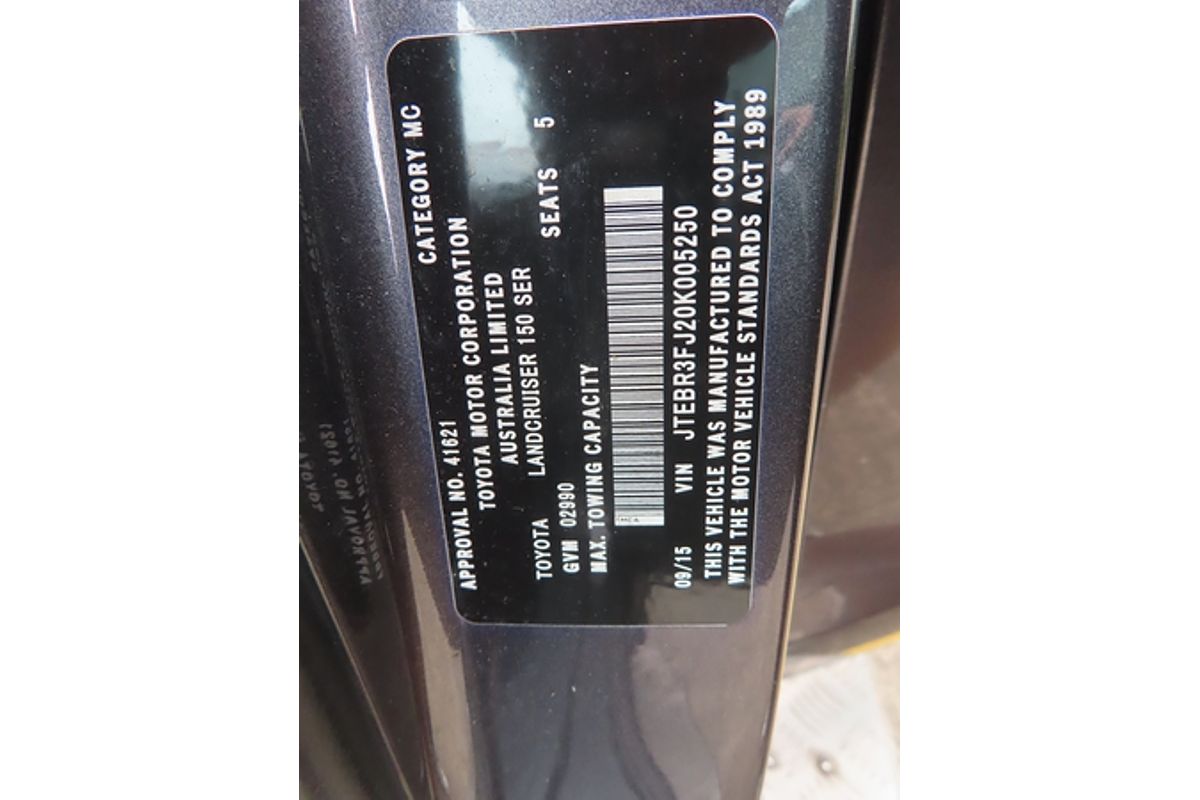 APPROVAL NO. 41621 CATEGORY MC
TOYOTA MOTOR CORPORATION
AUSTRALIA LIMITED
TOYOTA LANDCRUISER 150 SER
GVM 02990 SEATS 5
MAX. TOWING CAPACITY
TMCA
09/15 VIN JTEBR3FJ20K005250
THIS VEHICLE WAS MANUFACTURED TO COMPLY
WITH THE MOTOR VEHICLE STANDARDS ACT 1989